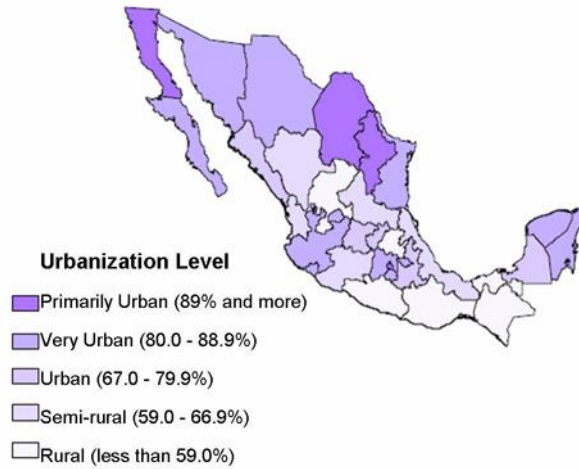 Urbanization Level
Primarily Urban (89% and more)
Very Urban (80.0 - 88.9%)
Urban (67.0 - 79.9%)
Semi-rural (59.0 - 66.9%)
Rural (less than 59.0%)